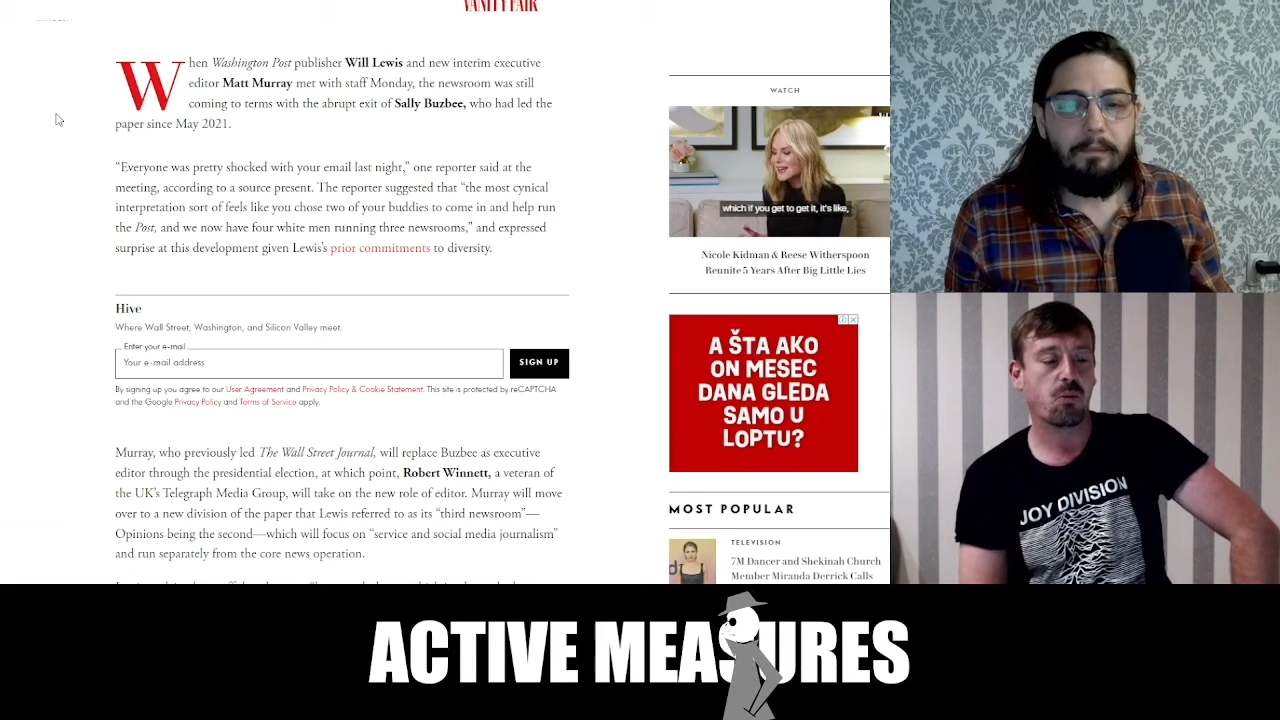 VANITY FAIR
When Washington Post publisher Will Lewis and new interim executive
editor Matt Murray met with staff Monday, the newsroom was still
coming to terms with the abrupt exit of Sally Buzbee, who had led the
paper since May 2021.
“Everyone was pretty shocked with your email last night,” one reporter said at the
meeting, according to a source present. The reporter suggested that “the most cynical
interpretation sort of feels like you chose two of your buddies to come in and help run
the Post, and we now have four white men running three newsrooms,” and expressed
surprise at this development given Lewis’s prior commitments to diversity.
Hive
Where Wall Street, Washington, and Silicon Valley meet.
Enter your e-mail
Your e-mail address
SIGN UP
By signing up you agree to our User Agreement and Privacy Policy & Cookie Statement. This site is protected by reCAPTCHA
and the Google Privacy Policy and Terms of Service apply.
Murray, who previously led The Wall Street Journal, will replace Buzbee as executive
editor through the presidential election, at which point, Robert Winnett, a veteran of
the UK’s Telegraph Media Group, will take on the new role of editor. Murray will move
over to a new division of the paper that Lewis referred to as its “third newsroom”—
Opinions being the second—which will focus on “service and social media journalism”
and run separately from the core news operation.
WATCH
which if you get to get it, it's like,
Nicole Kidman & Reese Witherspoon
Reunite 5 Years After Big Little Lies
A ŠTA AKO
ON MESEC
DANA GLEDA
SAMO U
LOPTU?
MOST POPULAR
TELEVISION
7M Dancer and Shekinah Church
Member Miranda Derrick Calls
JOY DIVISION
ACTIVE MEASURES